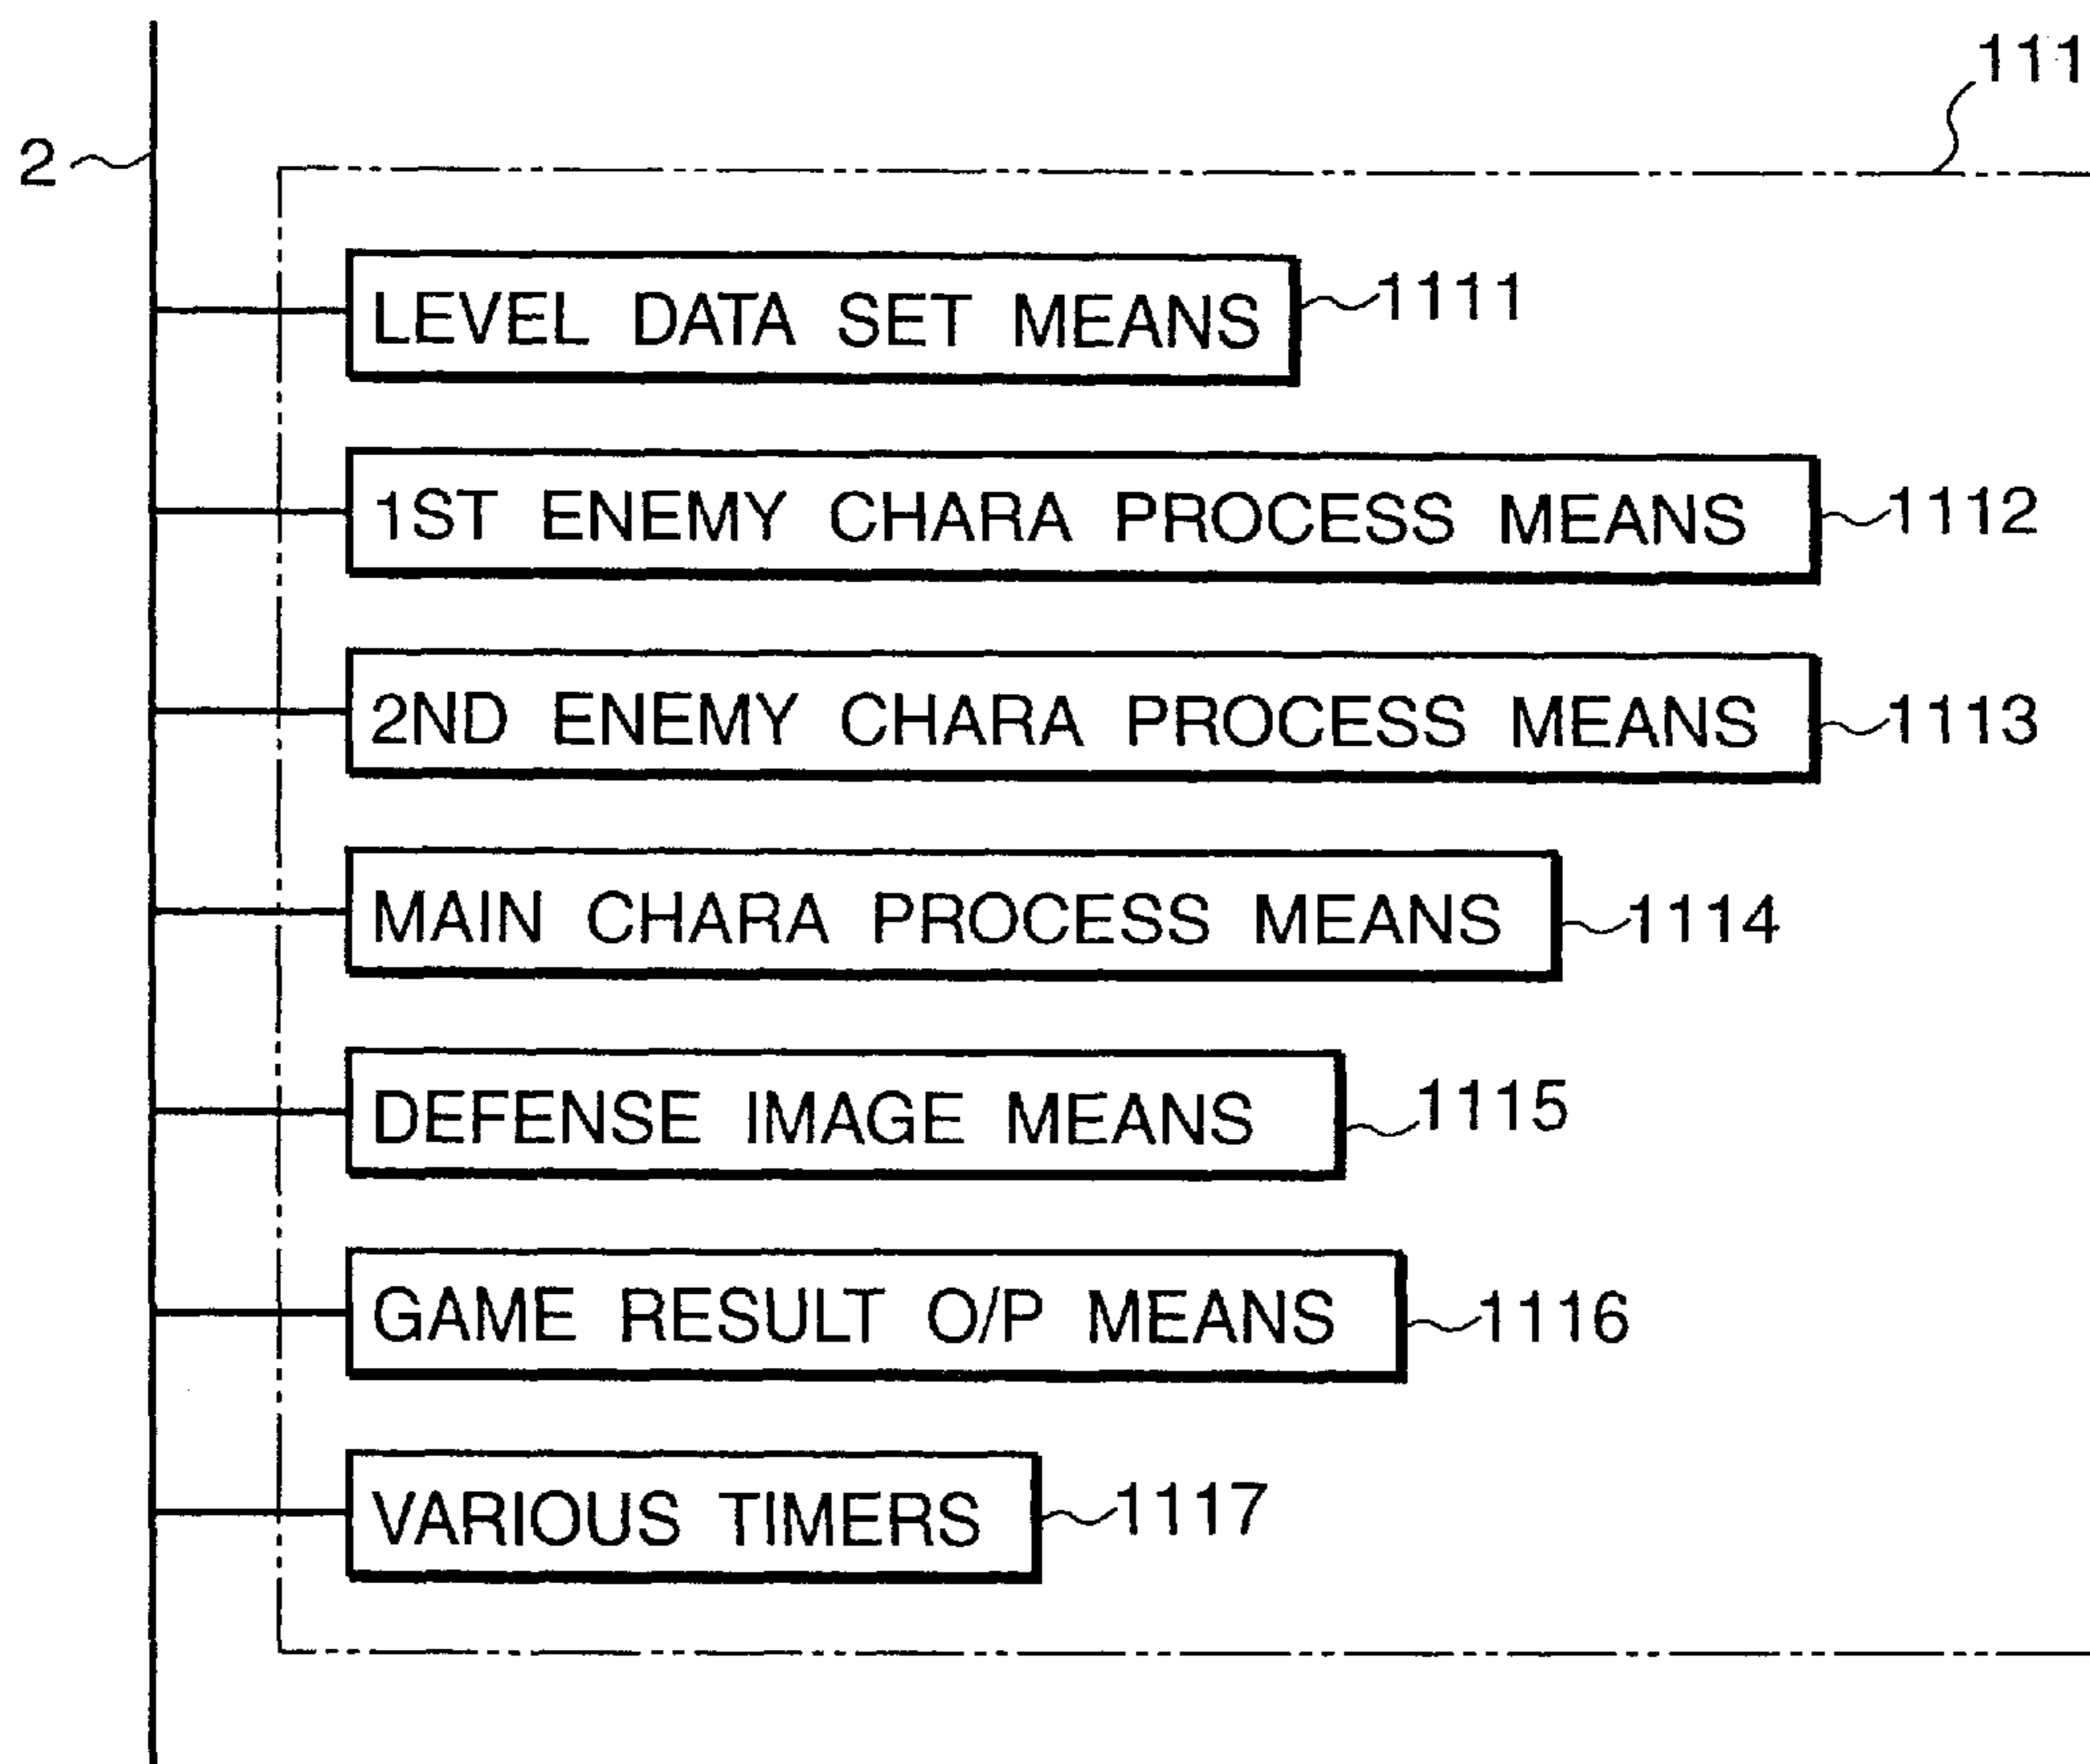 111
2
LEVEL DATA SET MEANS 1111
1ST ENEMY CHARA PROCESS MEANS 1112
2ND ENEMY CHARA PROCESS MEANS 1113
MAIN CHARA PROCESS MEANS 1114
DEFENSE IMAGE MEANS 1115
GAME RESULT O/P MEANS 1116
VARIOUS TIMERS 1117